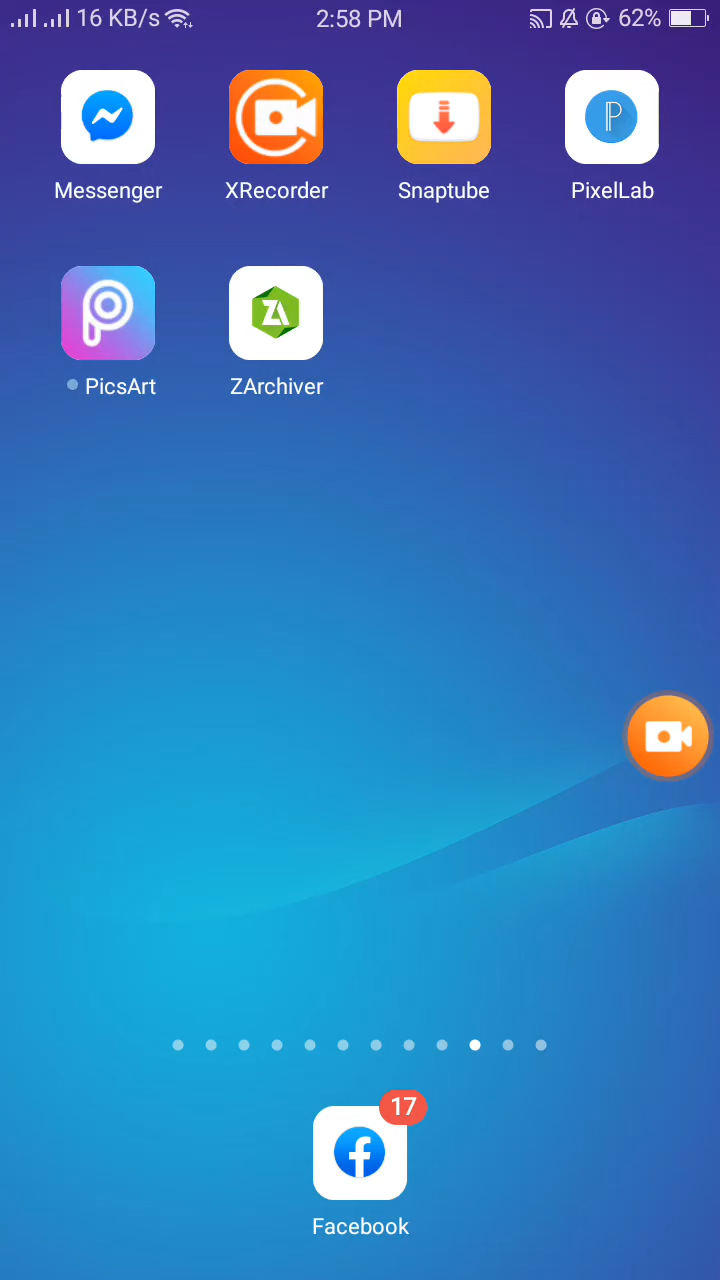 16 KB/s 2:58 PM 62%
Messenger XRecorder Snaptube PixelLab
PicsArt ZArchiver
17
Facebook